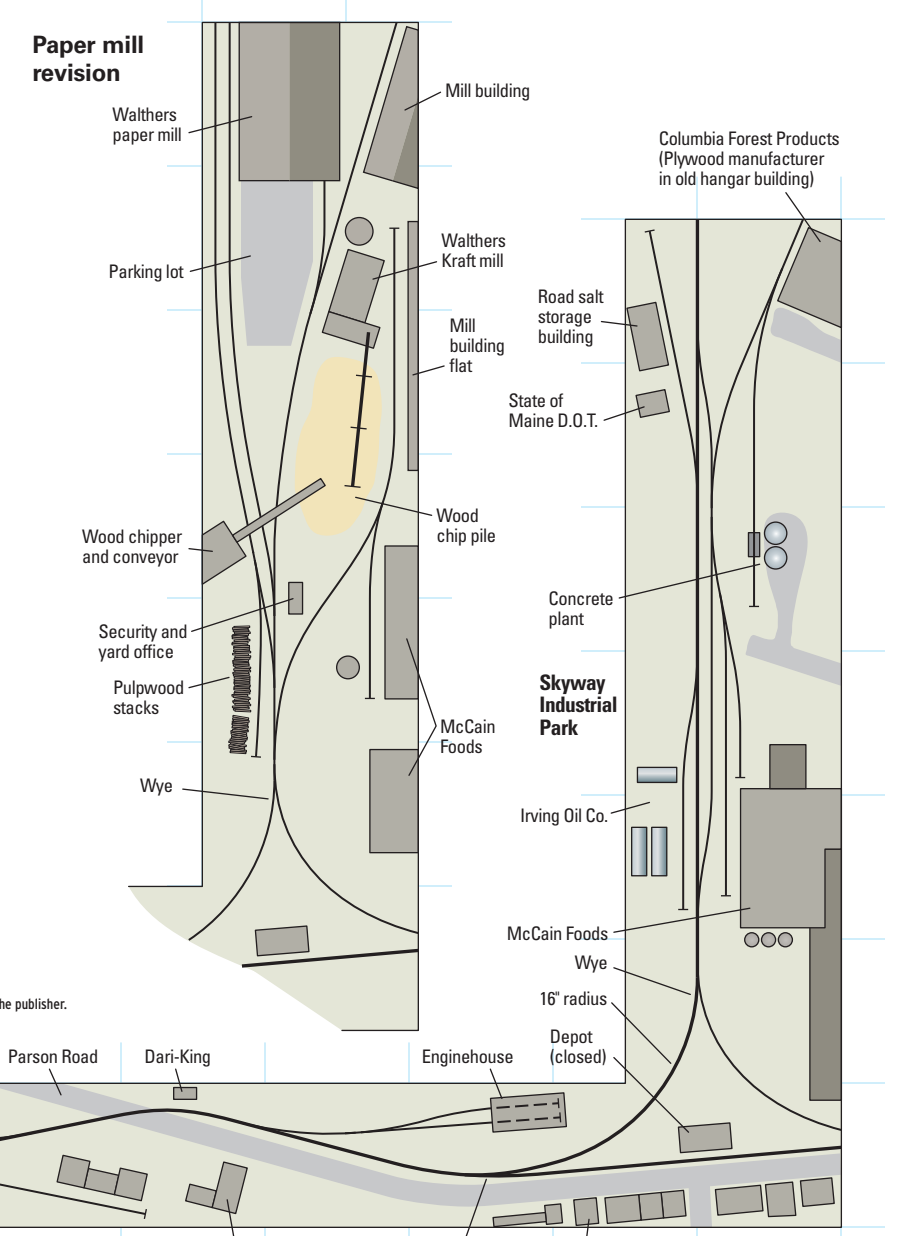 Paper mill
revision
Walthers
paper mill
Mill building
Parking lot
Walthers
Kraft mill
Mill
building
flat
Wood chipper
and conveyor
Wood
chip pile
Security and
yard office
Pulpwood
stacks
McCain
Foods
Wye
he publisher.
Columbia Forest Products
(Plywood manufacturer
in old hangar building)
Road salt
storage
building
State of
Maine D.O.T.
Concrete
plant
Skyway
Industrial
Park
Irving Oil Co.
McCain Foods
Wye
16" radius
Depot
(closed)
Parson Road
Dari-King
Enginehouse